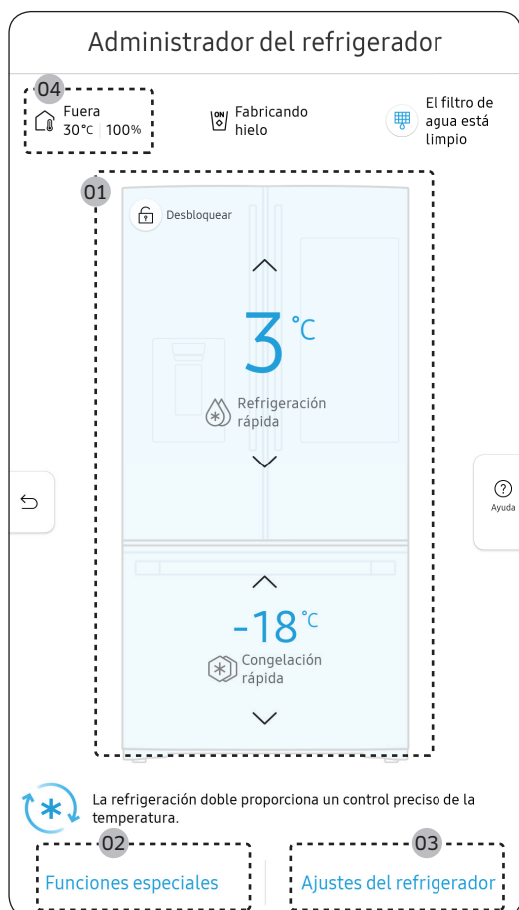 Administrador del refrigerador
04
Fuera
30°C | 100%
ON
Fabricando
hielo
El filtro de
agua está
limpio
01
Desbloquear
3 °C
Refrigeración
rápida
?
Ayuda
-18 °C
Congelación
rápida
La refrigeración doble proporciona un control preciso de la
temperatura.
02
Funciones especiales
03
Ajustes del refrigerador